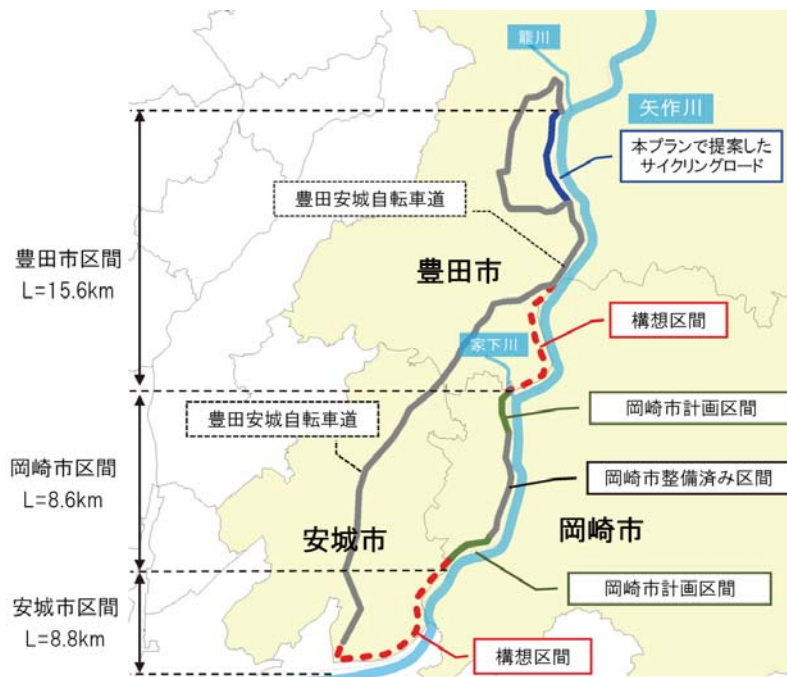 籠川
矢作川
本プランで提案した
サイクリングロード
豊田安城自転車道
豊田市区間
L=15.6km
豊田市
構想区間
家下川
岡崎市計画区間
豊田安城自転車道
岡崎市区間
L=8.6km
岡崎市整備済み区間
安城市
岡崎市
岡崎市計画区間
安城市区間
L=8.8km
構想区間